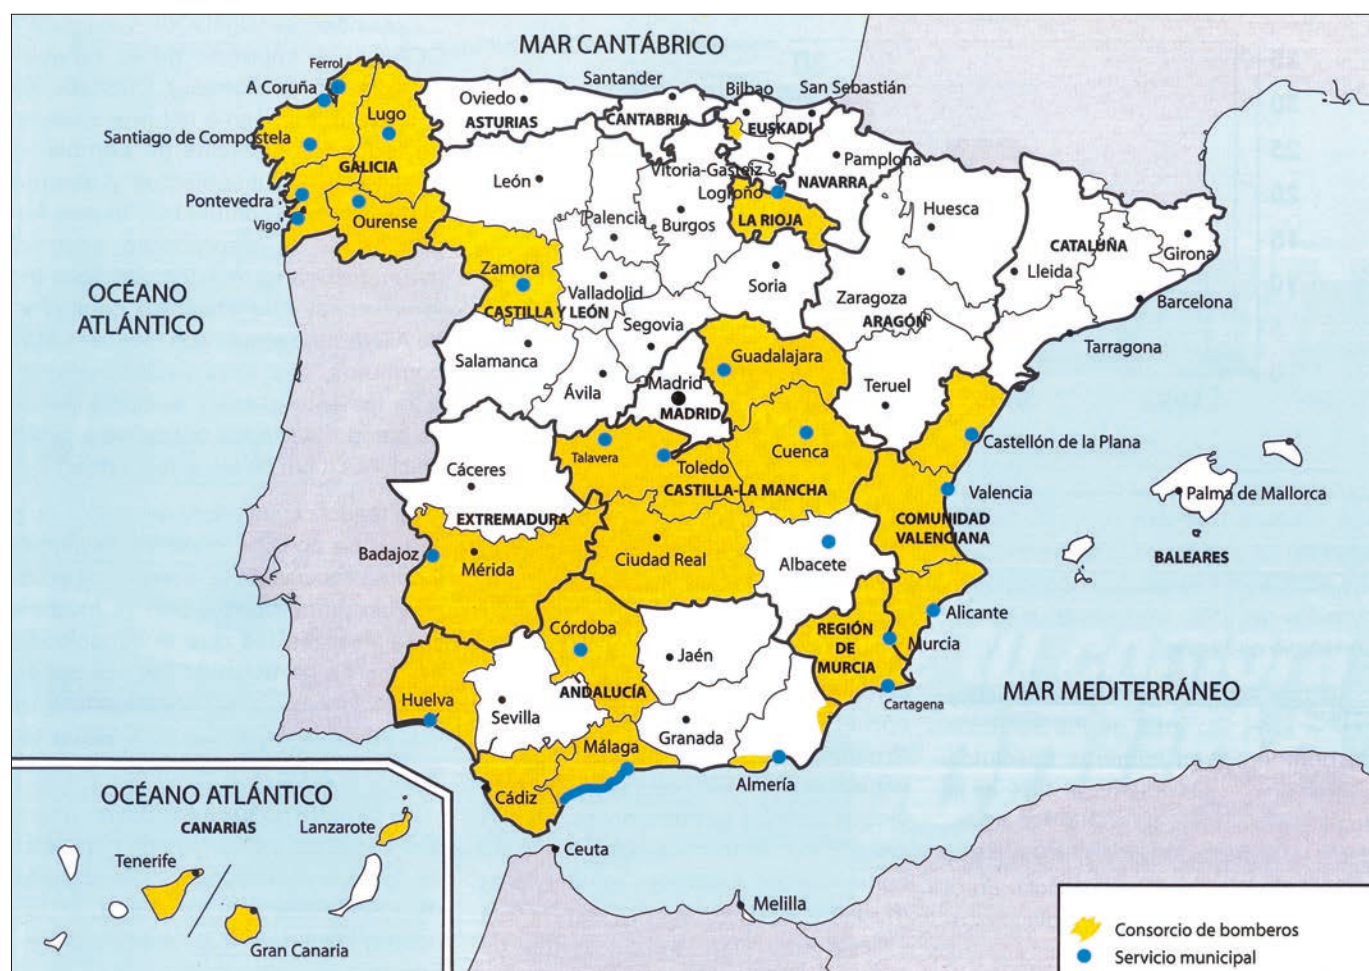 MAR CANTÁBRICO
Ferrol
A Coruña
Santiago de Compostela
Lugo
GALICIA
Pontevedra
Vigo
Ourense
Oviedo
ASTURIAS
Santander
CANTABRIA
Bilbao
EUSKADI
San Sebastián
Vitoria-Gasteiz
Pamplona
NAVARRA
Logroño
LA RIOJA
León
Palencia
Burgos
Zamora
CASTILLA Y LEÓN
Valladolid
Soria
Segovia
Salamanca
Ávila
Huesca
Zaragoza
ARAGÓN
Teruel
CATALUÑA
Girona
Lleida
Barcelona
Tarragona
OCÉANO
ATLÁNTICO
Madrid
MADRID
Guadalajara
Cuenca
Talavera
Toledo
CASTILLA-LA MANCHA
Ciudad Real
Albacete
Cáceres
EXTREMADURA
Badajoz
Mérida
Castellón de la Plana
Valencia
COMUNIDAD
VALENCIANA
Alicante
Palma de Mallorca
BALEARES
REGIÓN
DE
MURCIA
Murcia
Cartagena
MAR MEDITERRÁNEO
Córdoba
Jaén
ANDALUCÍA
Huelva
Sevilla
Granada
Málaga
Cádiz
Almería
Ceuta
Melilla
OCÉANO ATLÁNTICO
CANARIAS
Lanzarote
Tenerife
Gran Canaria
Consorcio de bomberos
Servicio municipal